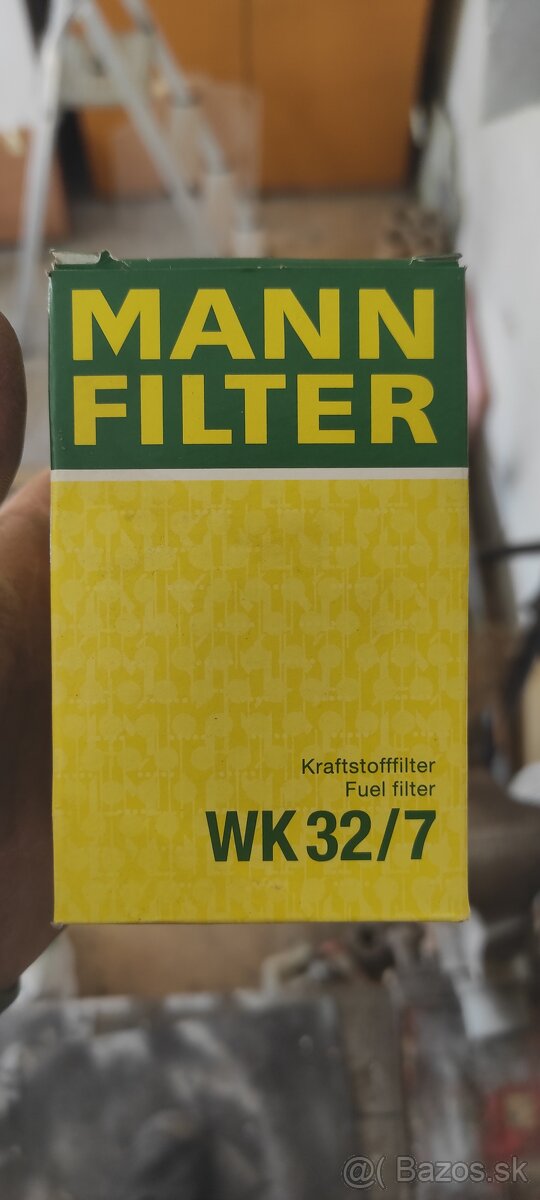 MANN
FILTER
Kraftstofffilter
Fuel filter
WK 32/7
@( Bazos.sk